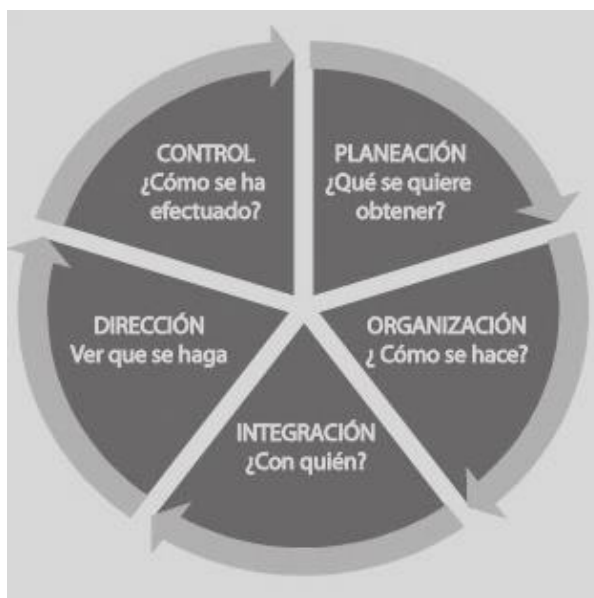 CONTROL
¿Cómo se ha
efectuado?
PLANEACIÓN
¿Qué se quiere
obtener?
ORGANIZACIÓN
¿ Cómo se hace?
INTEGRACIÓN
¿Con quién?
DIRECCIÓN
Ver que se haga